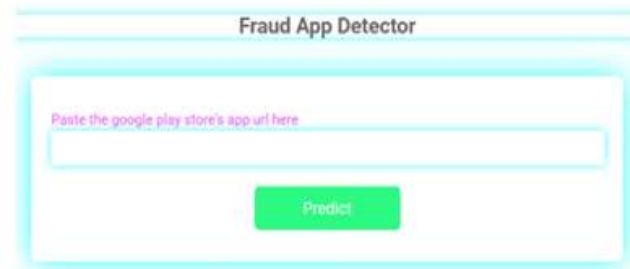 Fraud App Detector
Paste the google play store's app url here
Predict